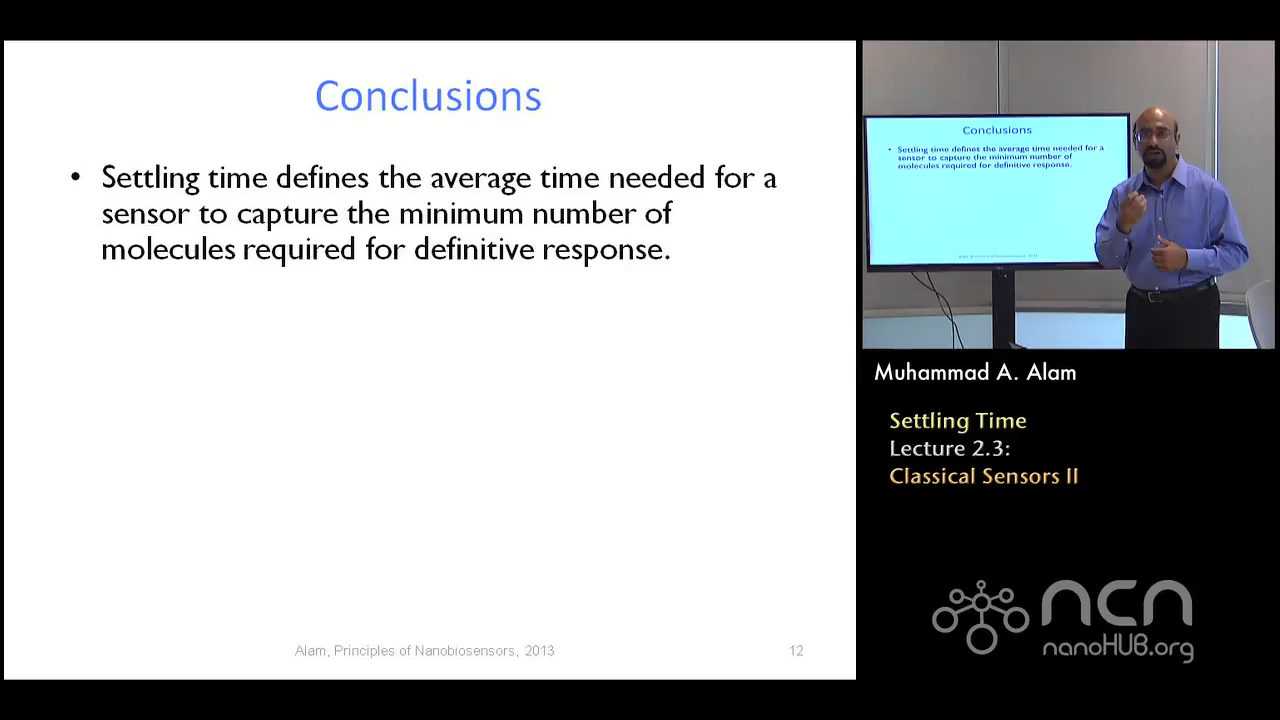 Conclusions
• Settling time defines the average time needed for a
sensor to capture the minimum number of
molecules required for definitive response.
Alam, Principles of Nanobiosensors, 2013
12
Conclusions
• Settling time defines the average time needed for a
sensor to capture the minimum number of
molecules required for definitive response.
Muhammad A. Alam
Settling Time
Lecture 2.3:
Classical Sensors II
ncn
nanoHUB.org